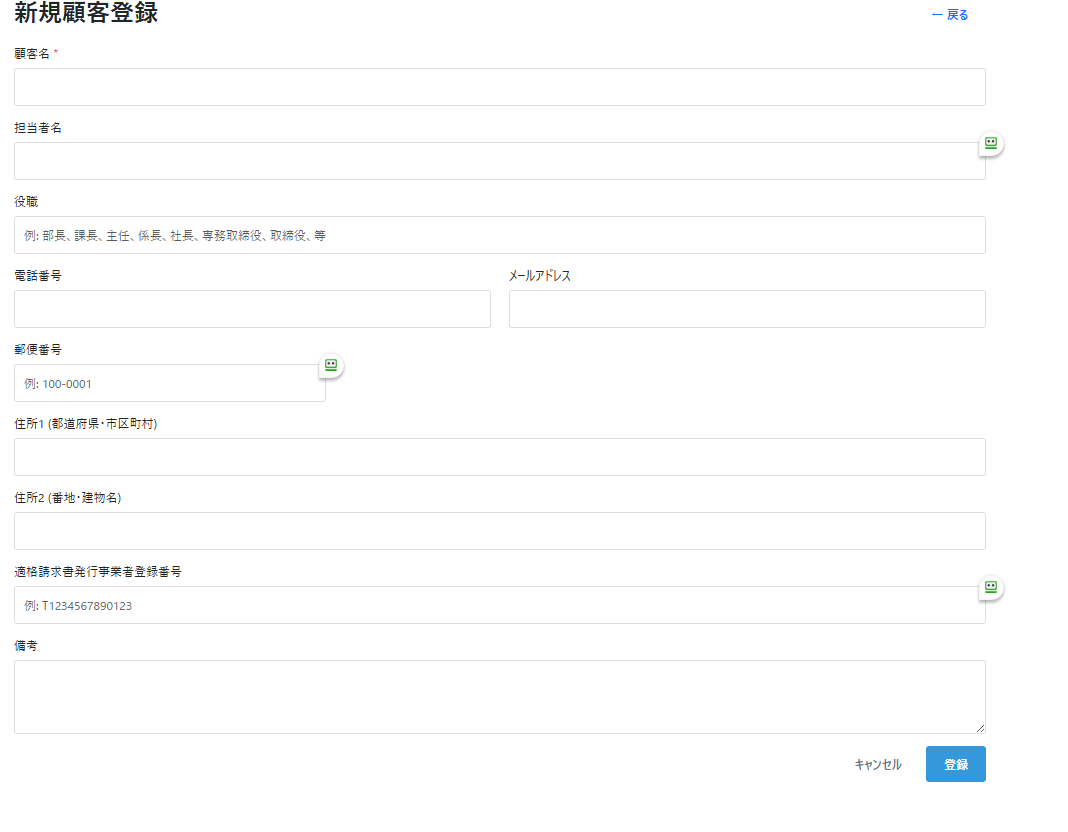 新規顧客登録
← 戻る
顧客名 *
担当者名
役職
例: 部長、課長、主任、係長、社長、専務取締役、取締役、等
電話番号
メールアドレス
郵便番号
例: 100-0001
住所1 (都道府県・市区町村)
住所2 (番地・建物名)
適格請求書発行事業者登録番号
例: T1234567890123
備考
キャンセル
登録